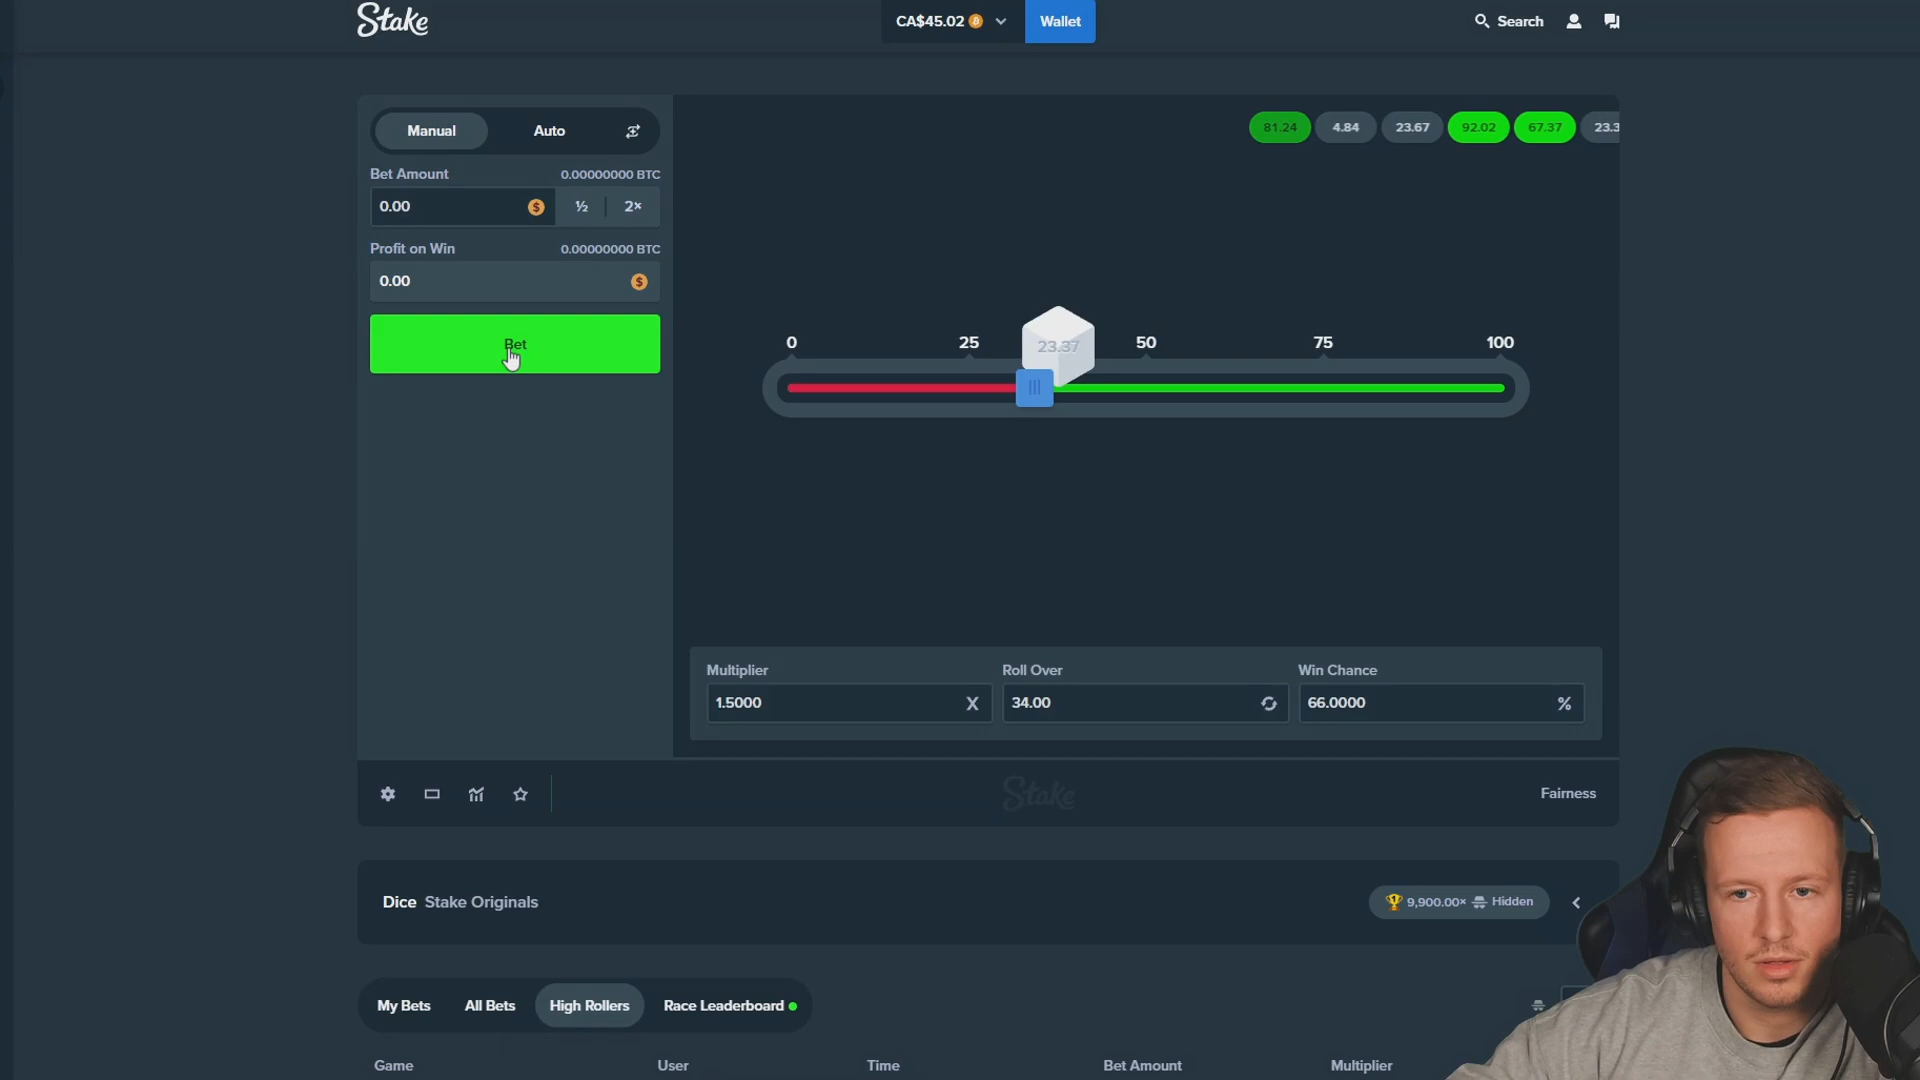 Stake
CA$45.02
Wallet
Search
Manual
Auto
81.24
4.84
23.67
92.02
67.37
23.3
Bet Amount
0.00000000 BTC
0.00
$
½
2×
Profit on Win
0.00000000 BTC
0.00
$
Bet
0
25
50
75
100
23.37
Multiplier
Roll Over
Win Chance
1.5000
X
34.00
66.0000
%
Stake
Fairness
Dice Stake Originals
9,900.00× Hidden
My Bets
All Bets
High Rollers
Race Leaderboard
Game
User
Time
Bet Amount
Multiplier